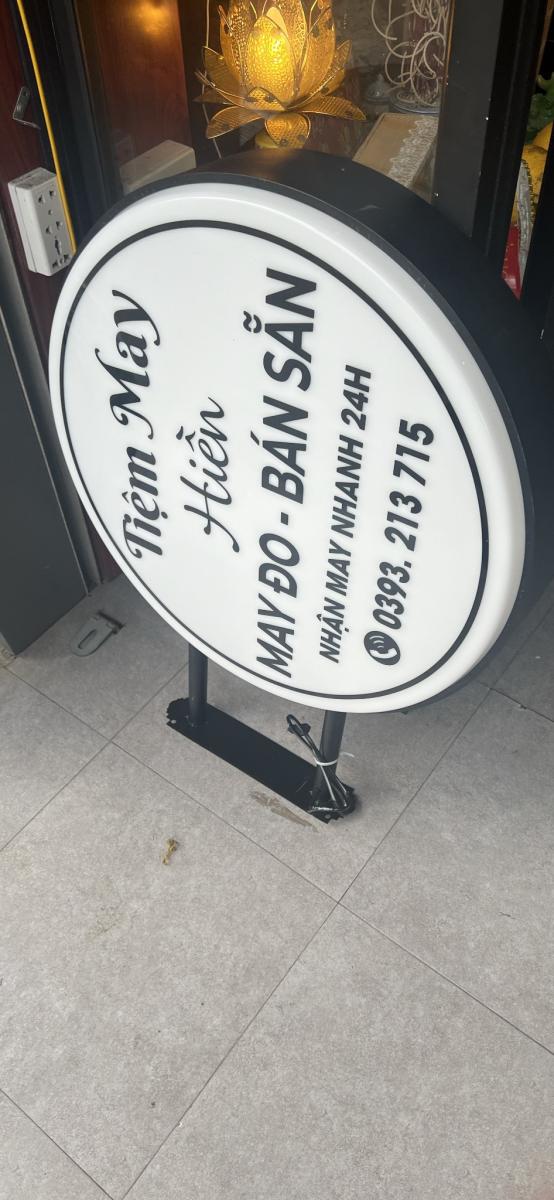 Tiệm May
Hiền
MAY ĐO - BÁN SẴN
NHẬN MAY NHANH 24H
0393. 213 715